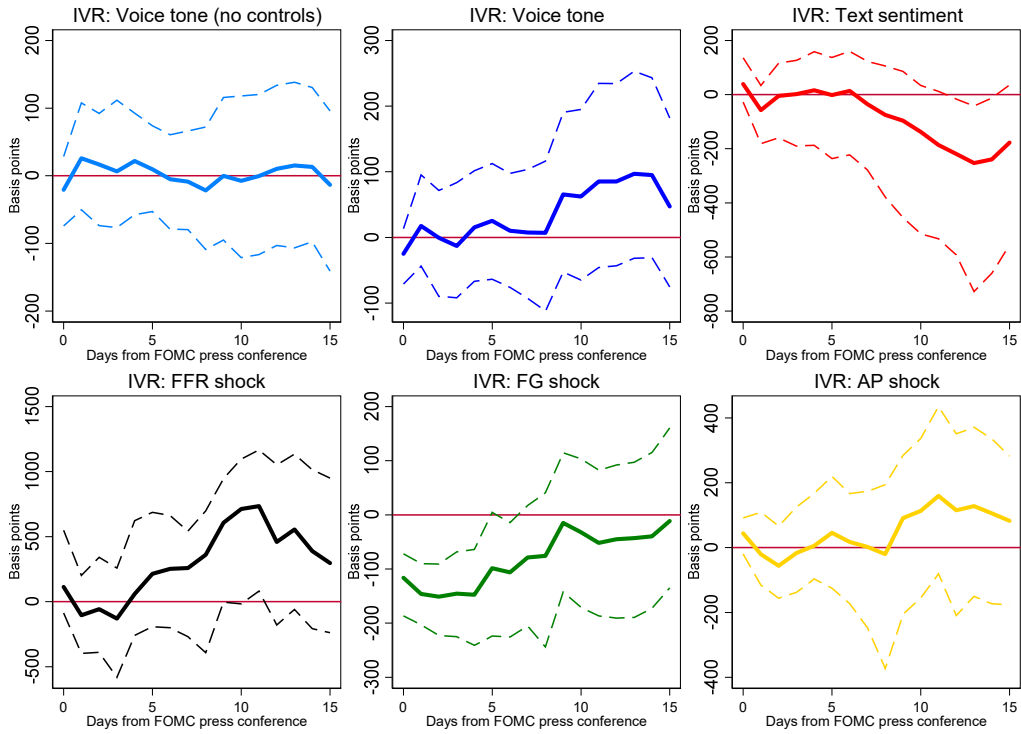 IVR: Voice tone (no controls)
200
100
0
-100
-200
Basis points
0 5 10 15
Days from FOMC press conference
IVR: Voice tone
300
200
100
0
-100
Basis points
0 5 10 15
Days from FOMC press conference
IVR: Text sentiment
200
0
-200
-400
-600
-800
Basis points
0 5 10 15
Days from FOMC press conference
IVR: FFR shock
1500
1000
500
0
-500
Basis points
0 5 10 15
Days from FOMC press conference
IVR: FG shock
200
100
0
-100
-200
-300
Basis points
0 5 10 15
Days from FOMC press conference
IVR: AP shock
400
200
0
-200
-400
Basis points
0 5 10 15
Days from FOMC press conference